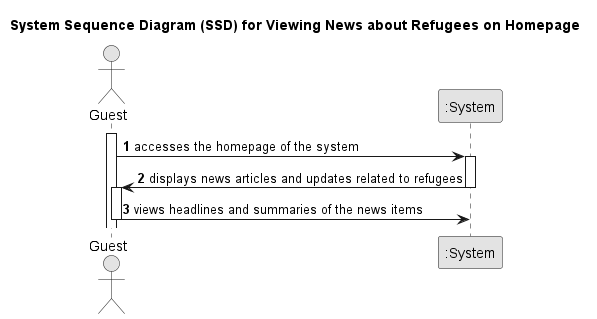 System Sequence Diagram (SSD) for Viewing News about Refugees on Homepage
Guest
:System
1 accesses the homepage of the system
2 displays news articles and updates related to refugees
3 views headlines and summaries of the news items
Guest
:System